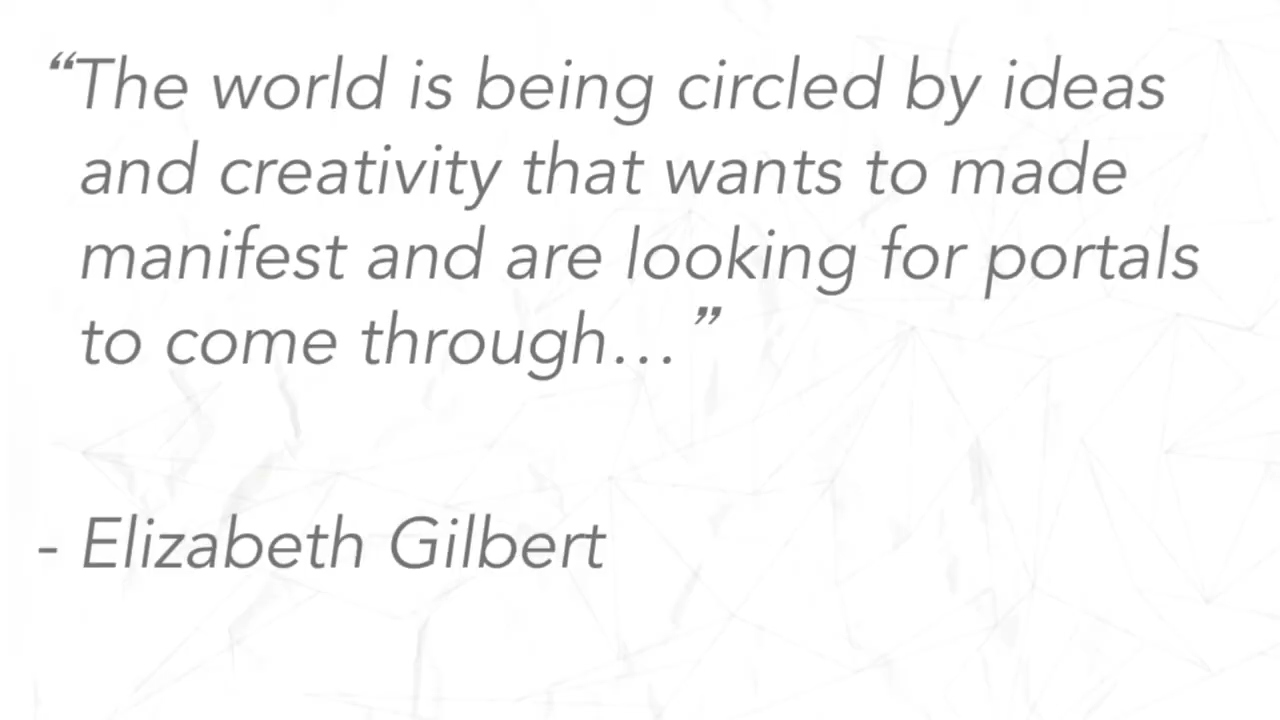 “The world is being circled by ideas
and creativity that wants to made
manifest and are looking for portals
to come through…”
- Elizabeth Gilbert